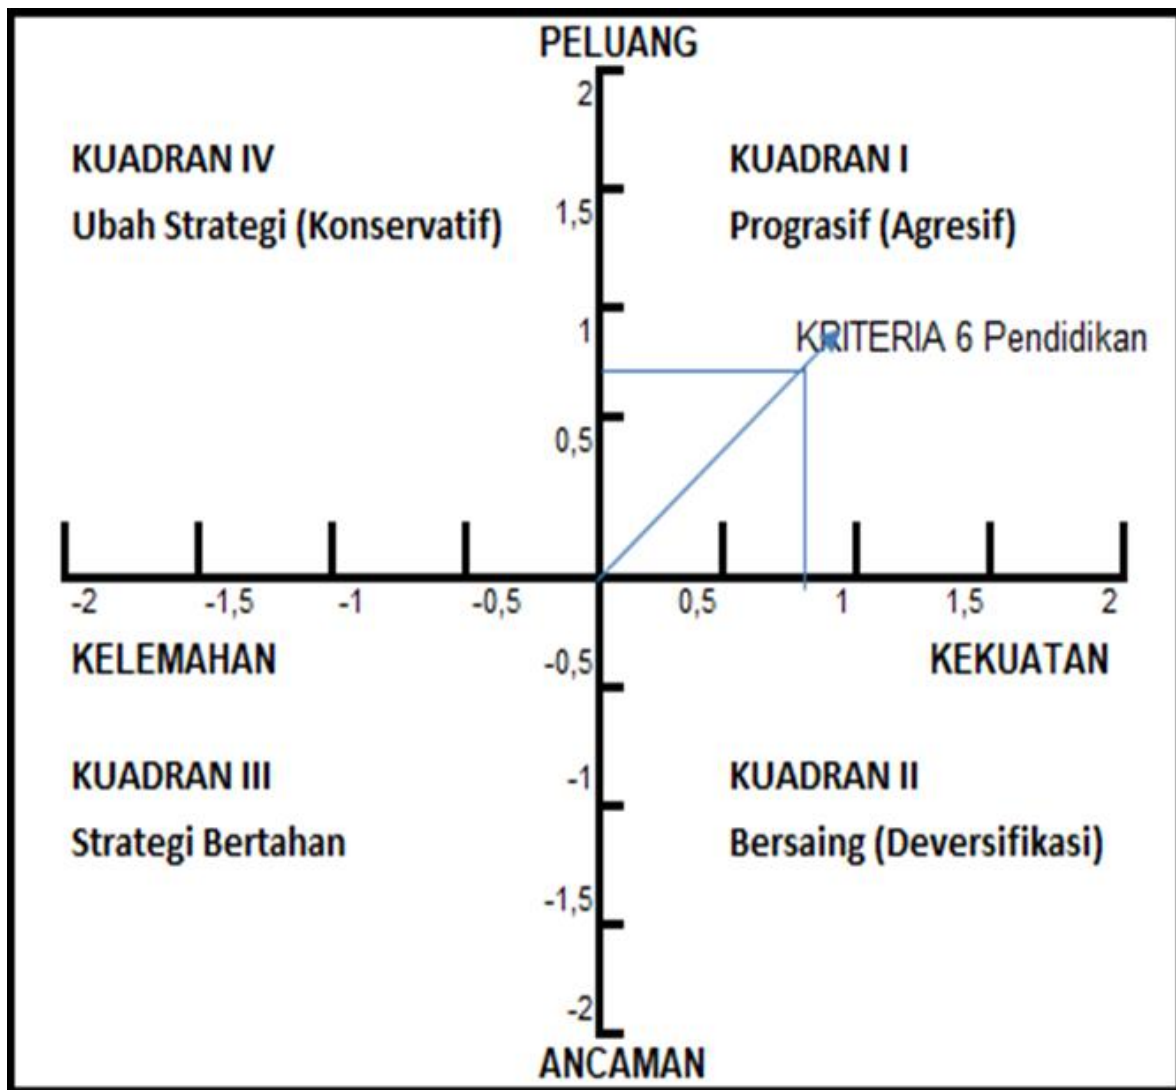 PELUANG
2
KUADRAN IV
KUADRAN I
1,5
Ubah Strategi (Konservatif)
Prograsif (Agresif)
1
KRITERIA 6 Pendidikan
0,5
-2
-1,5
-1
-0,5
0,5
1
1,5
2
KELEMAHAN
-0,5
KEKUATAN
KUADRAN III
-1
KUADRAN II
Strategi Bertahan
Bersaing (Deversifikasi)
-1,5
-2
ANCAMAN